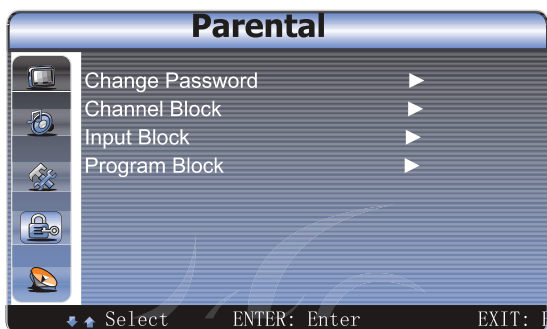 Parental
Change Password
Channel Block
Input Block
Program Block
Select ENTER: Enter EXIT: